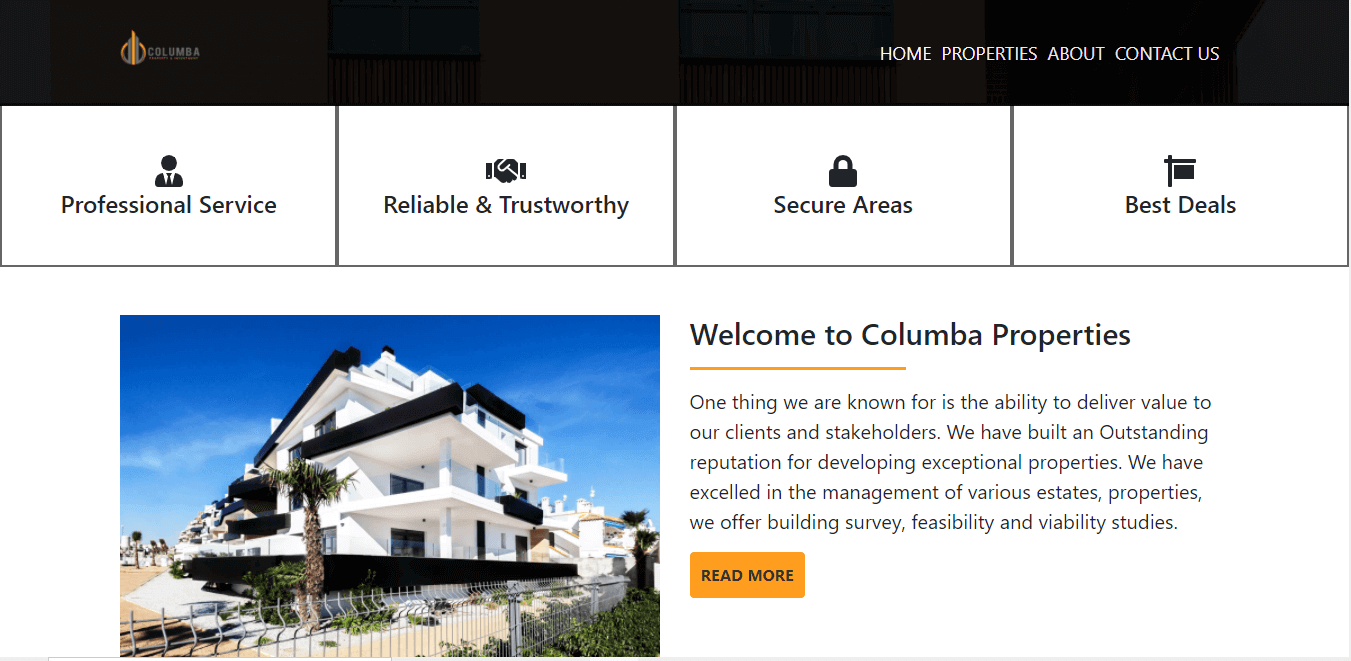 COLUMBA
PROPERTY & INVESTMENT
HOME PROPERTIES ABOUT CONTACT US
Professional Service
Reliable & Trustworthy
Secure Areas
Best Deals
Welcome to Columba Properties
One thing we are known for is the ability to deliver value to
our clients and stakeholders. We have built an Outstanding
reputation for developing exceptional properties. We have
excelled in the management of various estates, properties,
we offer building survey, feasibility and viability studies.
READ MORE